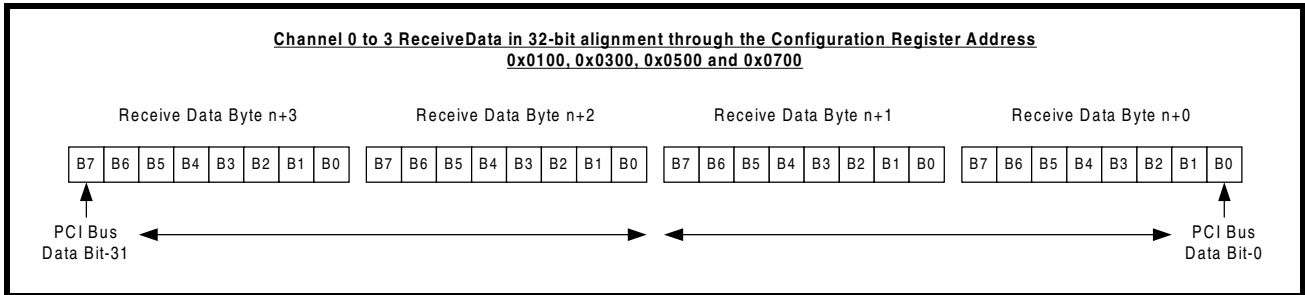 Channel 0 to 3 ReceiveData in 32-bit alignment through the Configuration Register Address
0x0100, 0x0300, 0x0500 and 0x0700
Receive Data Byte n+3 Receive Data Byte n+2 Receive Data Byte n+1 Receive Data Byte n+0
B7 B6 B5 B4 B3 B2 B1 B0 B7 B6 B5 B4 B3 B2 B1 B0 B7 B6 B5 B4 B3 B2 B1 B0 B7 B6 B5 B4 B3 B2 B1 B0
PCI Bus PCI Bus
Data Bit-31 Data Bit-0